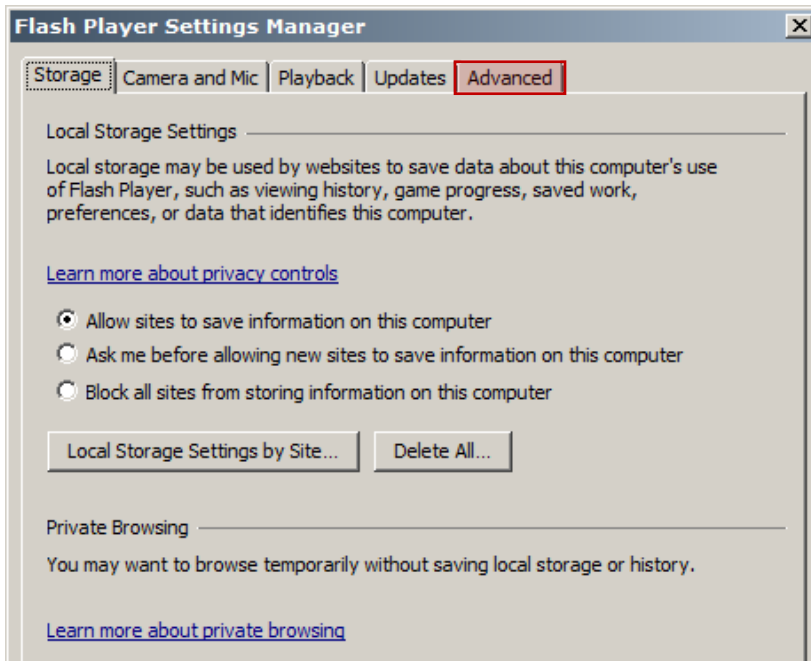 Flash Player Settings Manager
Storage Camera and Mic Playback Updates Advanced
Local Storage Settings
Local storage may be used by websites to save data about this computer's use
of Flash Player, such as viewing history, game progress, saved work,
preferences, or data that identifies this computer.
Learn more about privacy controls
Allow sites to save information on this computer
Ask me before allowing new sites to save information on this computer
Block all sites from storing information on this computer
Local Storage Settings by Site... Delete All...
Private Browsing
You may want to browse temporarily without saving local storage or history.
Learn more about private browsing